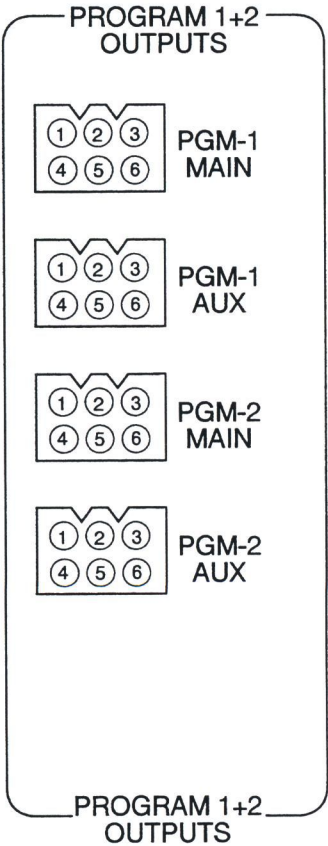 PROGRAM 1+2
OUTPUTS
1 2 3
4 5 6
PGM-1
MAIN
1 2 3
4 5 6
PGM-1
AUX
1 2 3
4 5 6
PGM-2
MAIN
1 2 3
4 5 6
PGM-2
AUX
PROGRAM 1+2
OUTPUTS